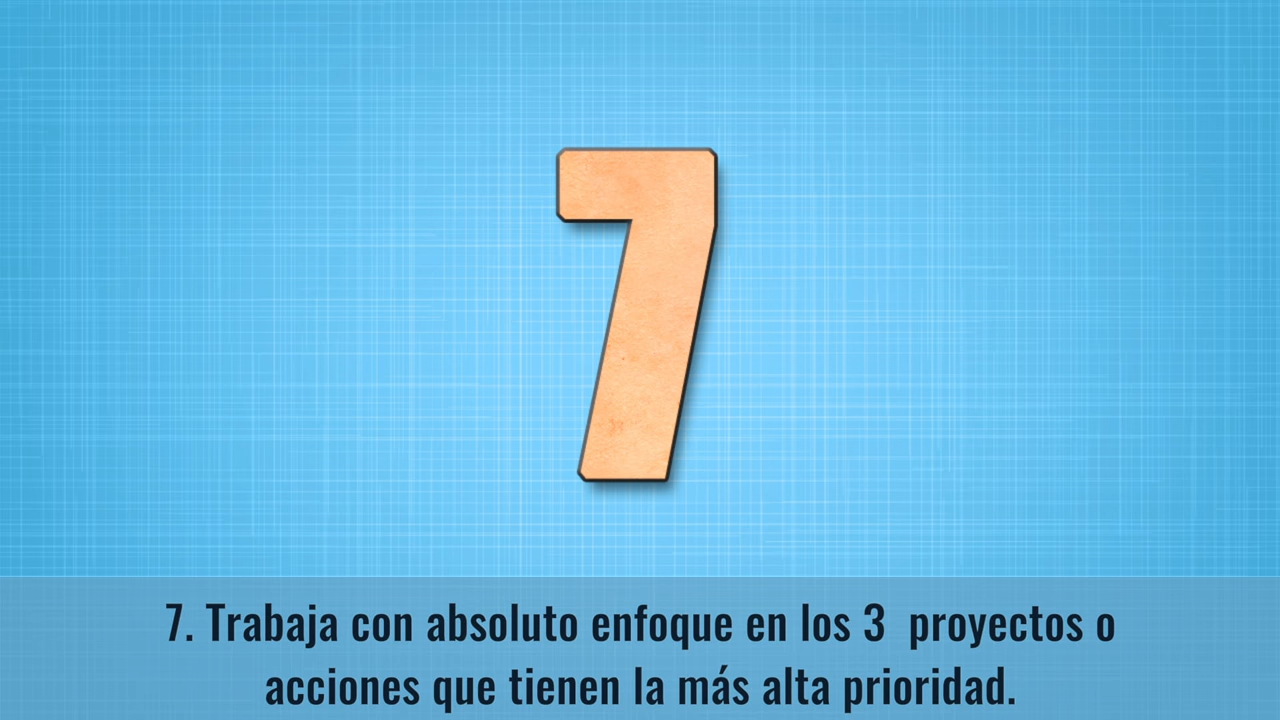 7
7. Trabaja con absoluto enfoque en los 3 proyectos o
acciones que tienen la más alta prioridad.